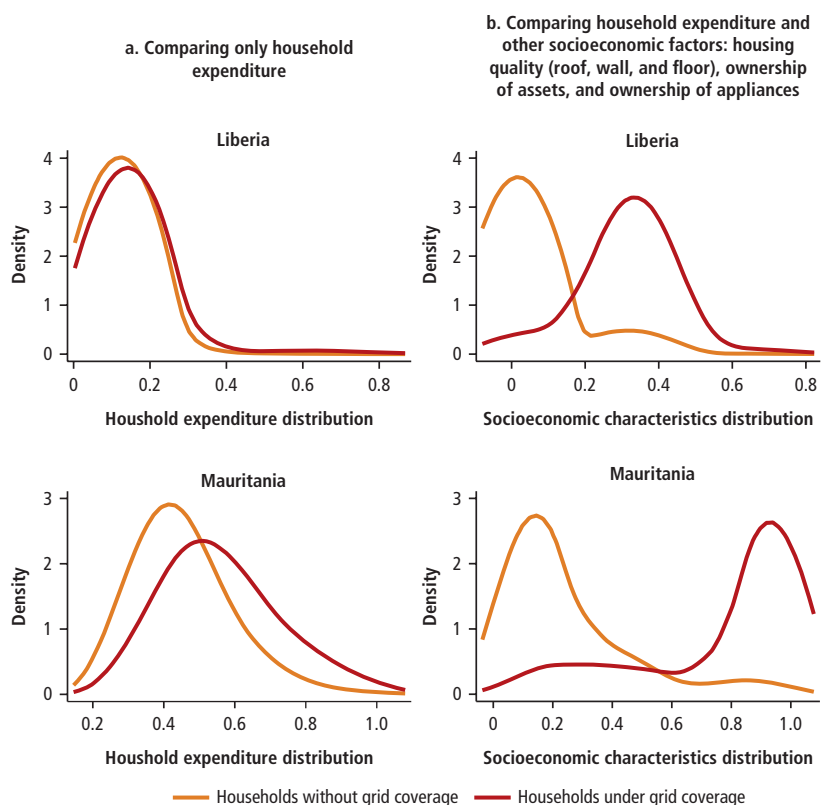 a. Comparing only household
expenditure
b. Comparing household expenditure and
other socioeconomic factors: housing
quality (roof, wall, and floor), ownership
of assets, and ownership of appliances
Liberia
4
3
2
1
0
Density
0 0.2 0.4 0.6 0.8
Houshold expenditure distribution
Liberia
4
3
2
1
0
Density
0 0.2 0.4 0.6 0.8
Socioeconomic characteristics distribution
Mauritania
3
2
1
0
Density
0.2 0.4 0.6 0.8 1.0
Houshold expenditure distribution
Mauritania
3
2
1
0
Density
0 0.2 0.4 0.6 0.8 1.0
Socioeconomic characteristics distribution
Households without grid coverage Households under grid coverage